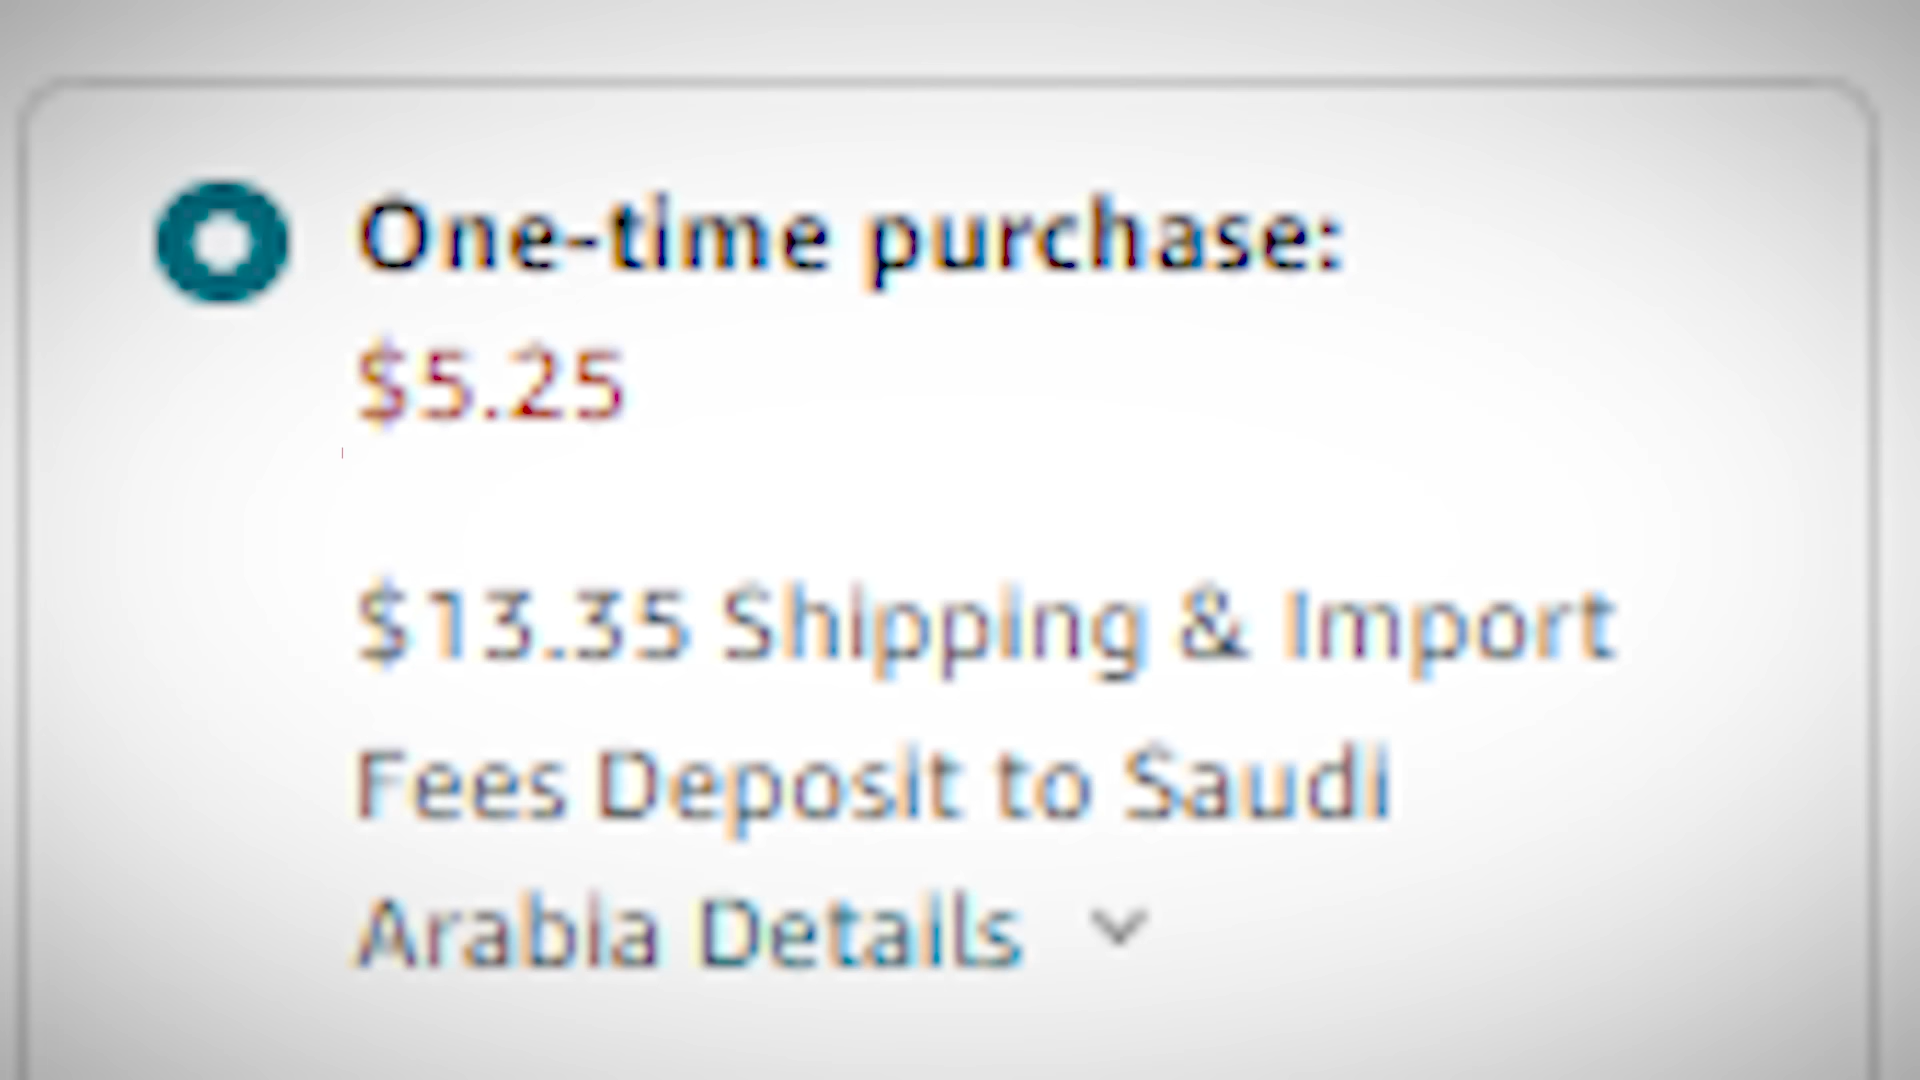 One-time purchase:
$5.25
$13.35 Shipping & Import
Fees Deposit to Saudi
Arabia Details